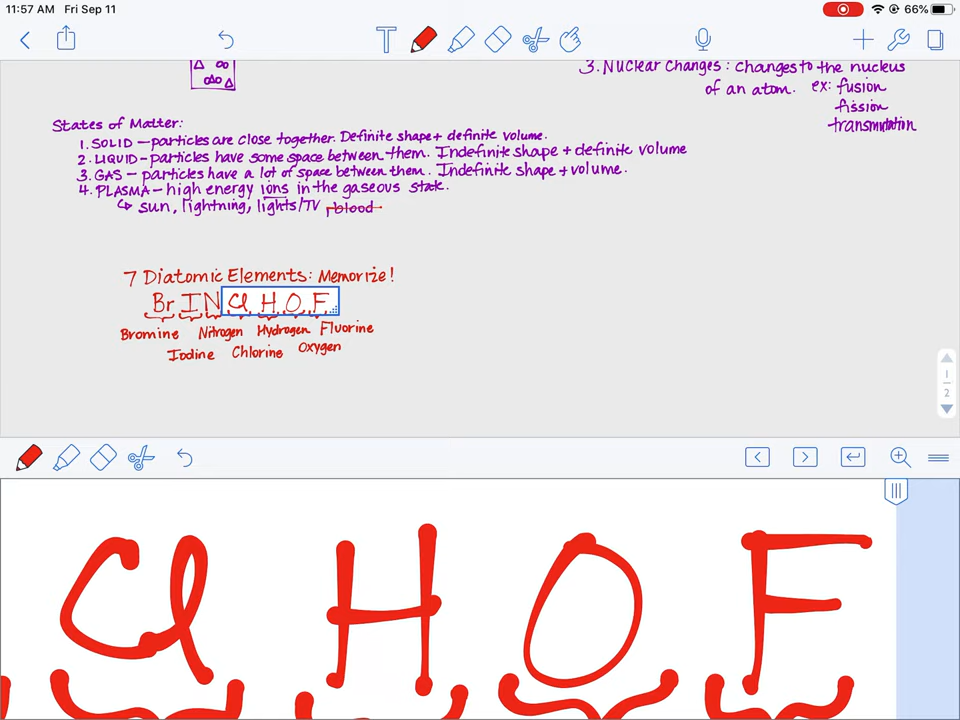 11:57 AM Fri Sep 11
66%
T
3. Nuclear Changes: Changes to the nucleus
of an atom. ex: fusion
fission
transmutation
States of Matter:
1. SOLID – particles are close together. Definite shape + definite volume.
2. LIQUID – particles have some space between them. Indefinite shape + definite volume
3. GAS – particles have a lot of space between them. Indefinite shape + volume.
4. PLASMA – high energy ions in the gaseous state.
↳ sun, lightning, lights/TV blood
7 Diatomic Elements: Memorize!
Br I N Cl H O F
Bromine Nitrogen Hydrogen Fluorine
Iodine Chlorine Oxygen
1
2
Cl H O F